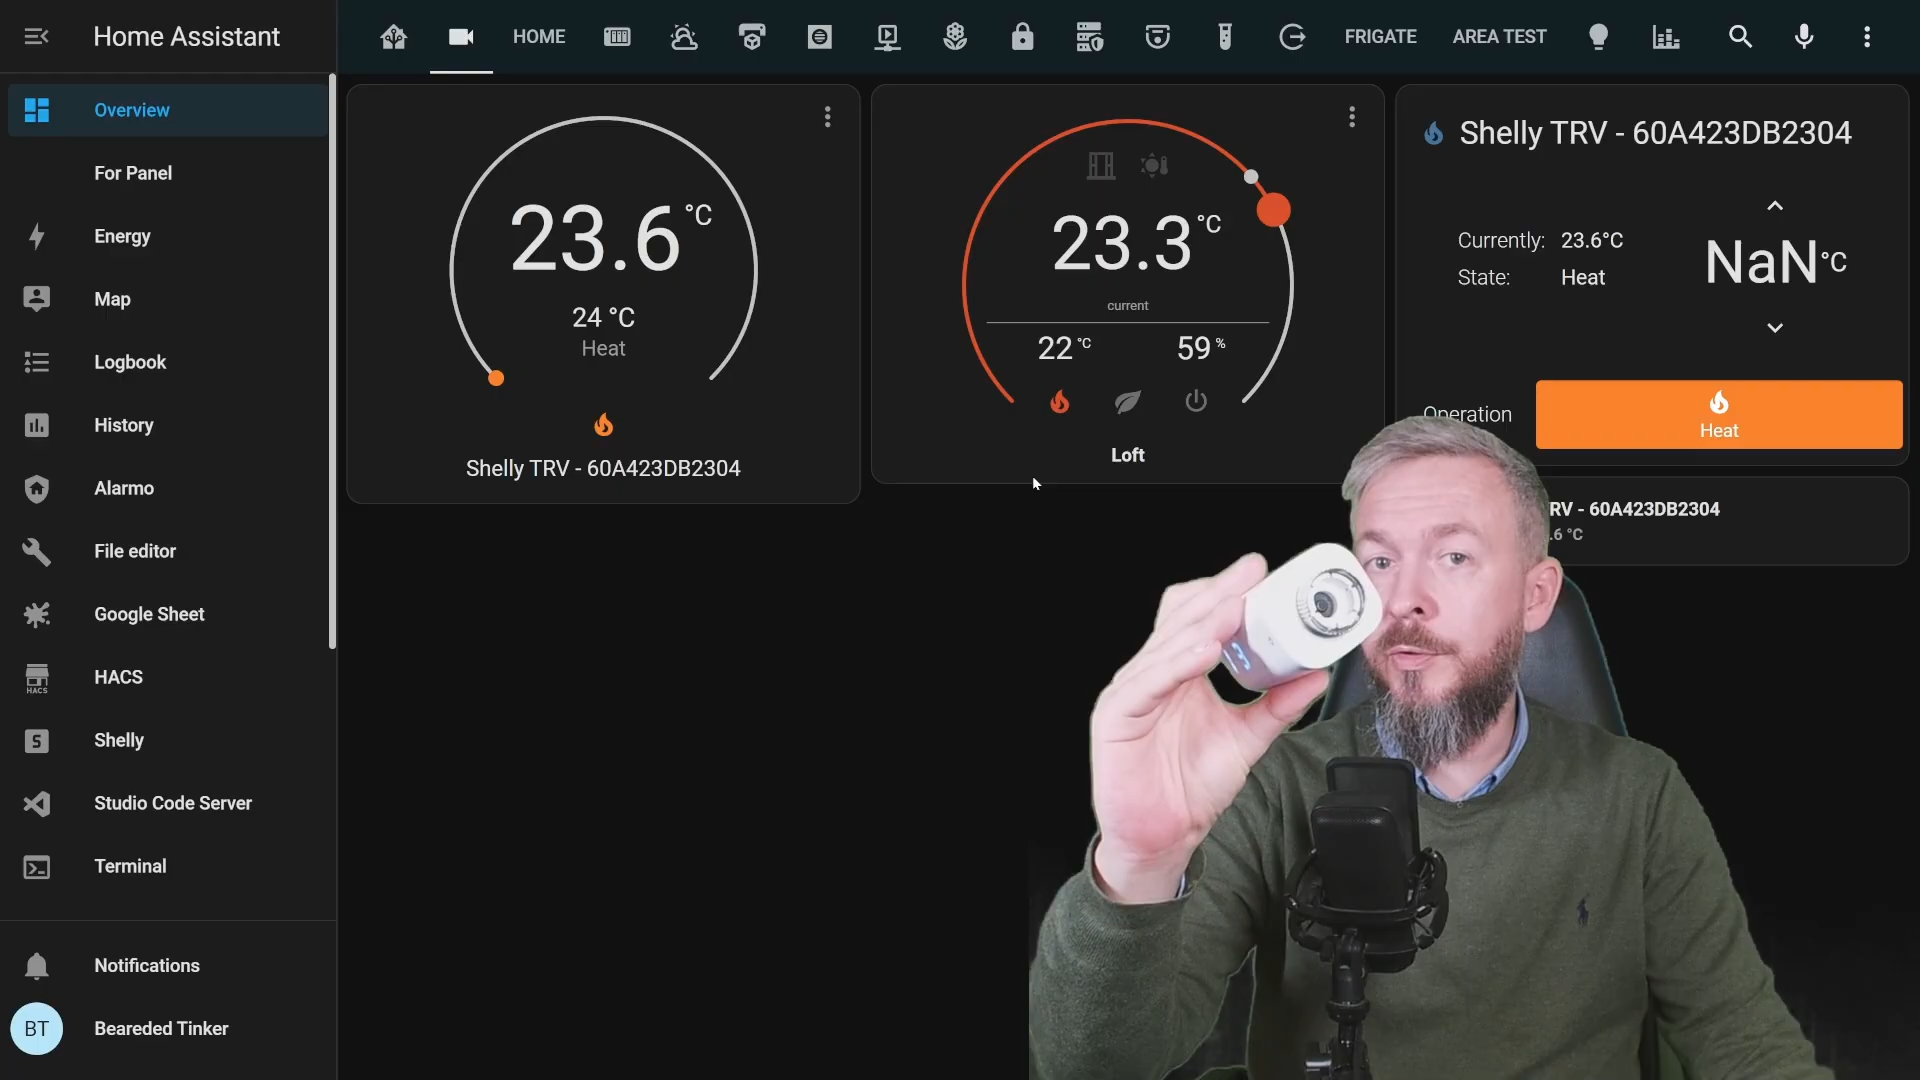 Home Assistant
HOME
FRIGATE
AREA TEST
Overview
For Panel
Energy
Map
Logbook
History
Alarmo
File editor
Google Sheet
HACS
HACS
Shelly
Studio Code Server
Terminal
Notifications
BT
Beareded Tinker
23.6 °C
24 °C
Heat
Shelly TRV - 60A423DB2304
23.3 °C
current
22 °C
59 %
Loft
Shelly TRV - 60A423DB2304
Currently: 23.6°C
State: Heat
NaN °C
Operation
Heat
RV - 60A423DB2304
.6 °C